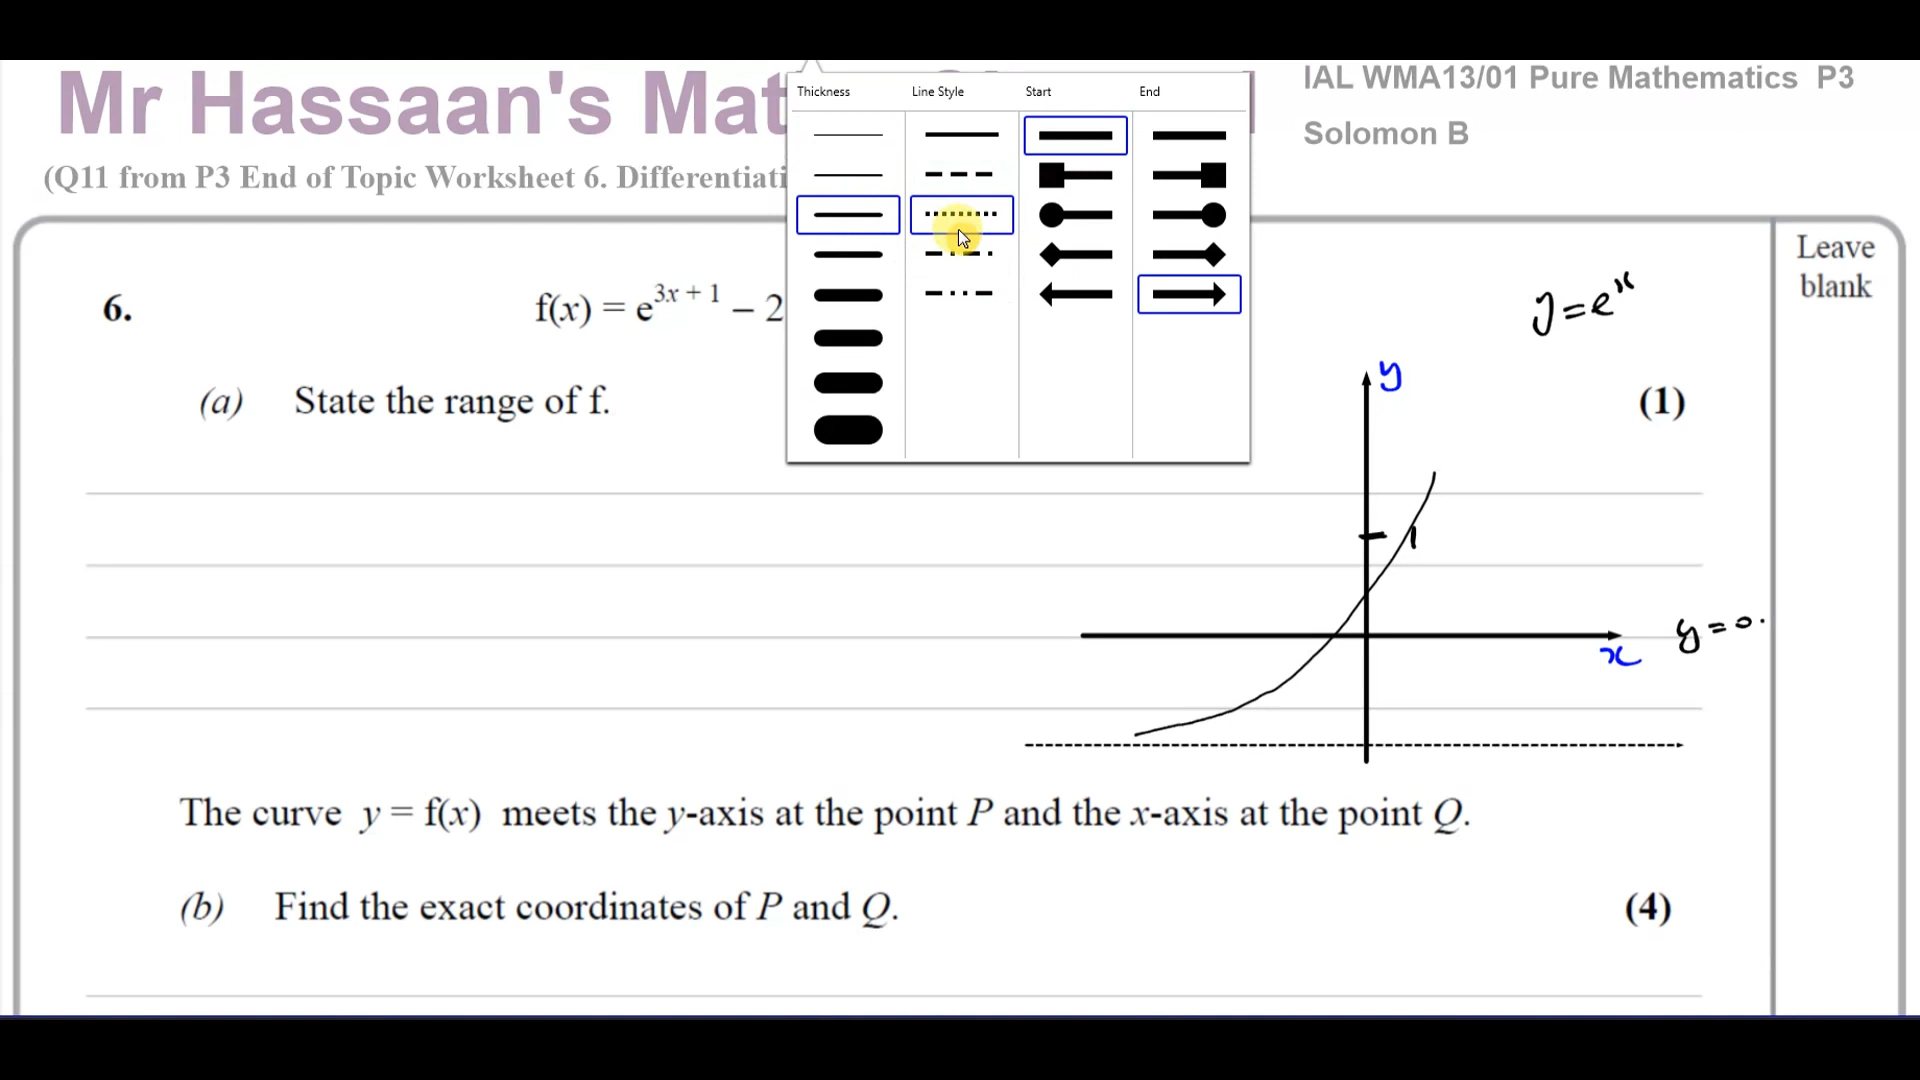 Mr Hassaan's Mat
IAL WMA13/01 Pure Mathematics P3
Solomon B
(Q11 from P3 End of Topic Worksheet 6. Differentiati
Thickness Line Style Start End
Leave
blank
6. f(x) = e^{3x + 1} – 2
y=e^x
y
(a) State the range of f. (1)
1
y=0.
x
The curve y = f(x) meets the y-axis at the point P and the x-axis at the point Q.
(b) Find the exact coordinates of P and Q. (4)